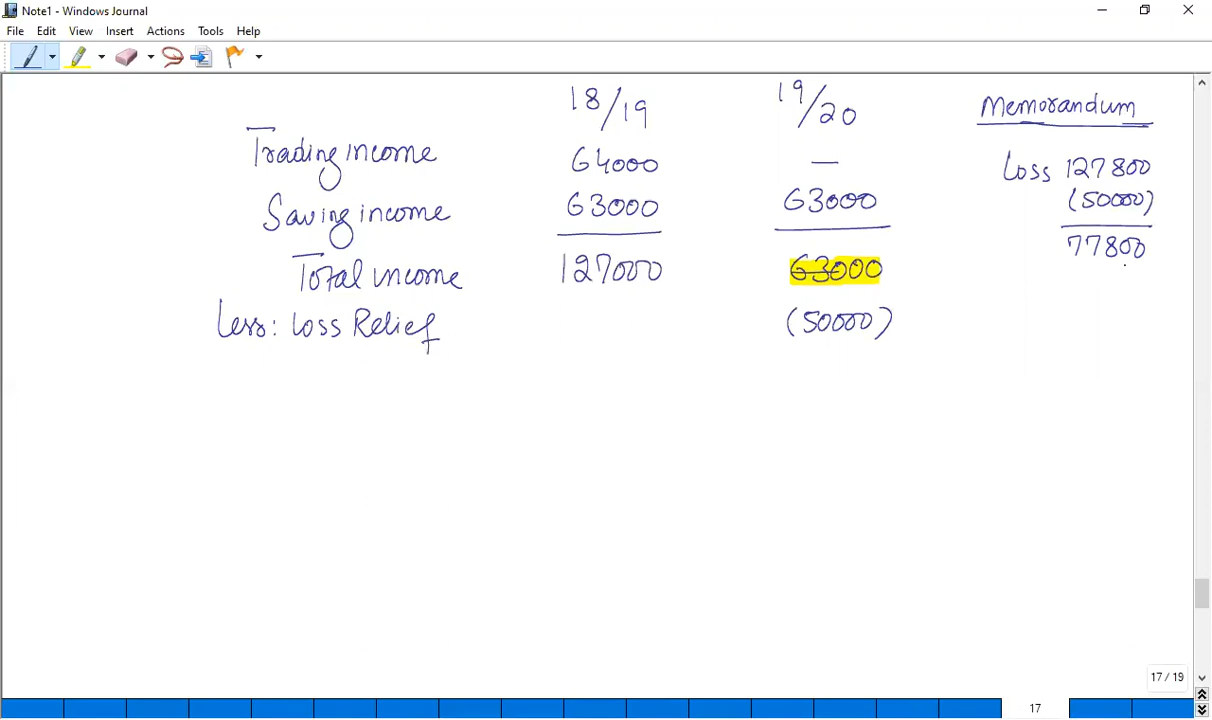 Note1 - Windows Journal
File Edit View Insert Actions Tools Help
18/19 19/20 Memorandum
Trading income 64000 — Loss 127800
Saving income 63000 63000 (50000)
77800
Total income 127000 63000
Less: Loss Relief (50000)
17 / 19
17